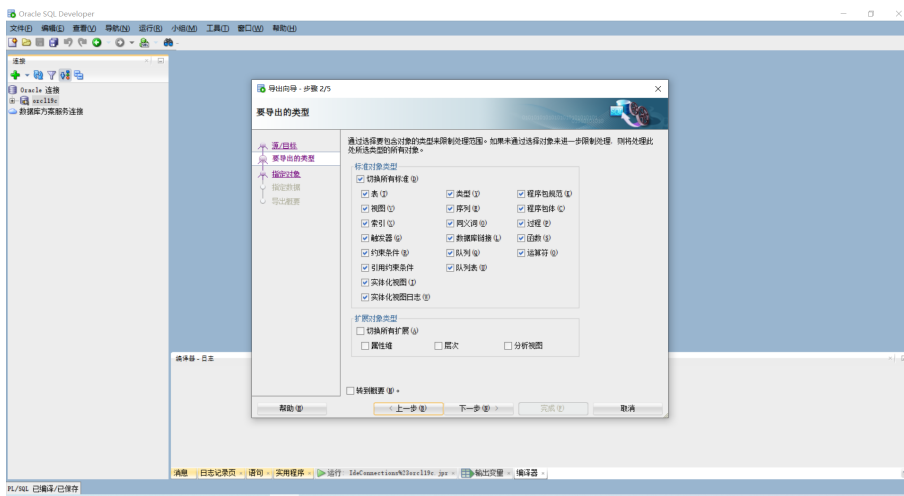 Oracle SQL Developer
文件(F) 编辑(E) 查看(V) 导航(N) 运行(R) 小组(M) 工具(T) 窗口(W) 帮助(H)
连接
Oracle 连接
orcl19c
数据库方案服务连接
导出向导 - 步骤 2/5
要导出的类型
源/目标
要导出的类型
指定对象
指定数据
导出概要
通过选择要包含对象的类型来限制处理范围。如果未通过选择对象来进一步限制处理, 则将处理此
处所选类型的所有对象。
标准对象类型
切换所有标准(D)
表(T) 类型(Y) 程序包规范(K)
视图(V) 序列(E) 程序包体(C)
索引(S) 同义词(O) 过程(P)
触发器(G) 数据库链接(L) 函数(S)
约束条件(R) 队列(Q) 运算符(O)
引用约束条件 队列表(U)
实体化视图(I)
实体化视图日志(E)
扩展对象类型
切换所有扩展(A)
属性维 层次 分析视图
转到概要(M)。
帮助(H) < 上一步(B) 下一步(N) > 完成(F) 取消
编译器 - 日志
消息 日志记录页 语句 实用程序 运行: IdeConnections%23orcl19c.jpr 输出变量 编译器
PL/SQL 已编译/已保存